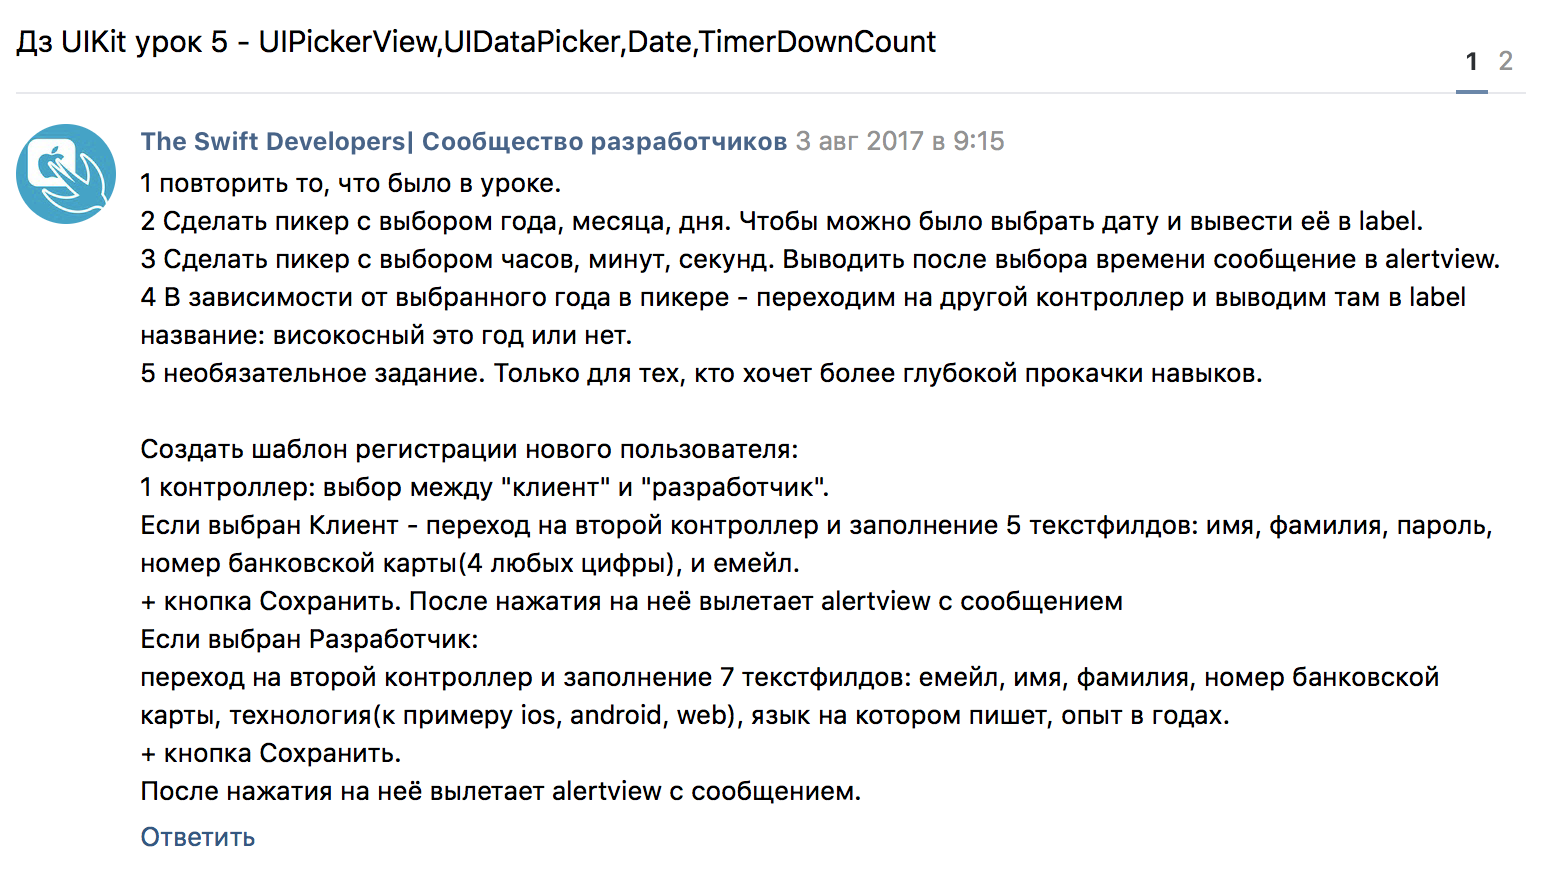 Дз UIKit урок 5 - UIPickerView,UIDataPicker,Date,TimerDownCount
1 2
The Swift Developers| Сообщество разработчиков 3 авг 2017 в 9:15
1 повторить то, что было в уроке.
2 Сделать пикер с выбором года, месяца, дня. Чтобы можно было выбрать дату и вывести её в label.
3 Сделать пикер с выбором часов, минут, секунд. Выводить после выбора времени сообщение в alertview.
4 В зависимости от выбранного года в пикере - переходим на другой контроллер и выводим там в label
название: високосный это год или нет.
5 необязательное задание. Только для тех, кто хочет более глубокой прокачки навыков.
Создать шаблон регистрации нового пользователя:
1 контроллер: выбор между "клиент" и "разработчик".
Если выбран Клиент - переход на второй контроллер и заполнение 5 текстфилдов: имя, фамилия, пароль,
номер банковской карты(4 любых цифры), и емейл.
+ кнопка Сохранить. После нажатия на неё вылетает alertview с сообщением
Если выбран Разработчик:
переход на второй контроллер и заполнение 7 текстфилдов: емейл, имя, фамилия, номер банковской
карты, технология(к примеру ios, android, web), язык на котором пишет, опыт в годах.
+ кнопка Сохранить.
После нажатия на неё вылетает alertview с сообщением.
Ответить